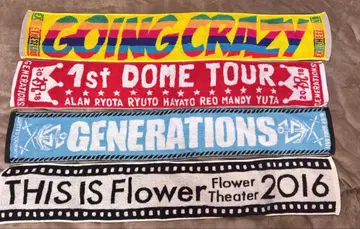 GOING CRAZY
1st DOME TOUR
ALAN RYOTA RYUTO HAYATO REO MANDY YUTA
GENERATIONS
GENERATIONS
GENERATIONS
THIS IS Flower
Flower
Theater
2016